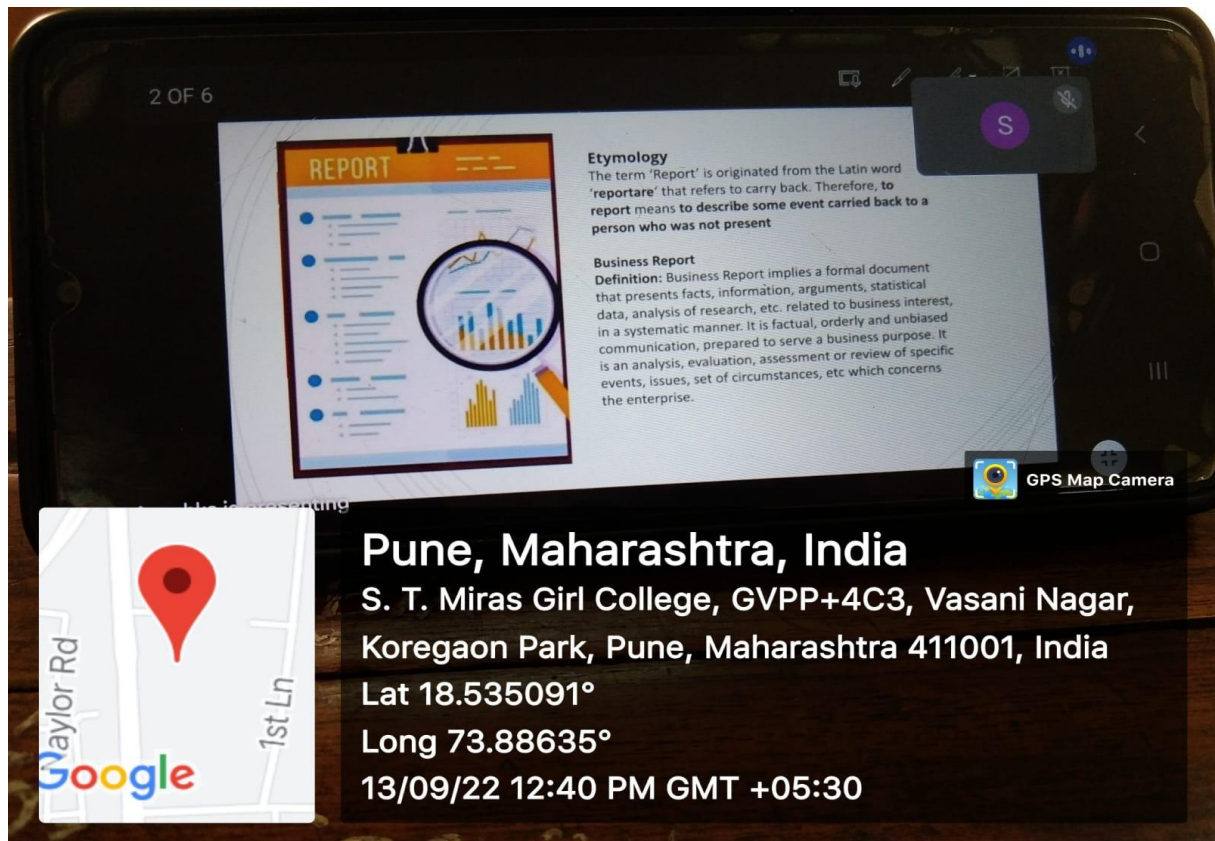 2 OF 6
S
REPORT
Etymology
The term 'Report' is originated from the Latin word
'reportare' that refers to carry back. Therefore, to
report means to describe some event carried back to a
person who was not present
Business Report
Definition: Business Report implies a formal document
that presents facts, information, arguments, statistical
data, analysis of research, etc. related to business interest,
in a systematic manner. It is factual, orderly and unbiased
communication, prepared to serve a business purpose. It
is an analysis, evaluation, assessment or review of specific
events, issues, set of circumstances, etc which concerns
the enterprise.
GPS Map Camera
presenting
Pune, Maharashtra, India
S. T. Miras Girl College, GVPP+4C3, Vasani Nagar,
Koregaon Park, Pune, Maharashtra 411001, India
Lat 18.535091°
Long 73.88635°
13/09/22 12:40 PM GMT +05:30
aylor Rd
1st Ln
Google